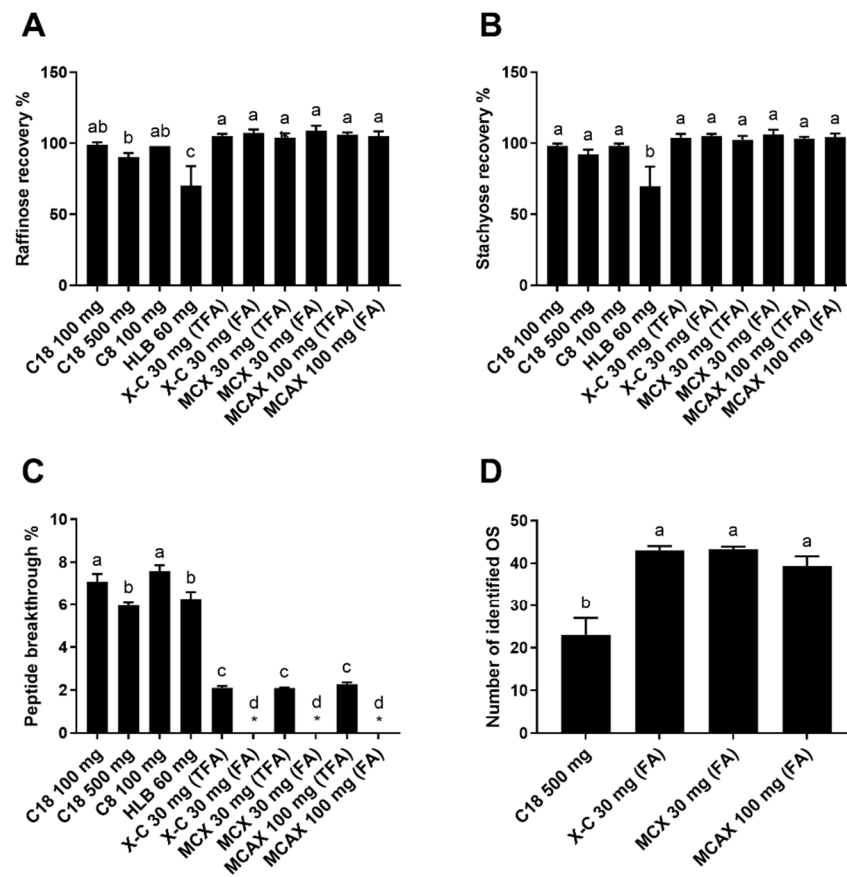 A
Raffinose recovery %
150
100
50
0
ab
b
ab
c
a
a
a
a
a
a
C18 100 mg
C18 500 mg
C8 100 mg
HLB 60 mg
X-C 30 mg (TFA)
X-C 30 mg (FA)
MCX 30 mg (TFA)
MCX 30 mg (FA)
MCAX 100 mg (TFA)
MCAX 100 mg (FA)
B
Stachyose recovery %
150
100
50
0
a
a
a
b
a
a
a
a
a
a
C18 100 mg
C18 500 mg
C8 100 mg
HLB 60 mg
X-C 30 mg (TFA)
X-C 30 mg (FA)
MCX 30 mg (TFA)
MCX 30 mg (FA)
MCAX 100 mg (TFA)
MCAX 100 mg (FA)
C
Peptide breakthrough %
10
8
6
4
2
0
a
b
a
b
c
d
*
c
d
*
c
d
*
C18 100 mg
C18 500 mg
C8 100 mg
HLB 60 mg
X-C 30 mg (TFA)
X-C 30 mg (FA)
MCX 30 mg (TFA)
MCX 30 mg (FA)
MCAX 100 mg (TFA)
MCAX 100 mg (FA)
D
Number of identified OS
50
40
30
20
10
0
b
a
a
a
C18 500 mg
X-C 30 mg (FA)
MCX 30 mg (FA)
MCAX 100 mg (FA)